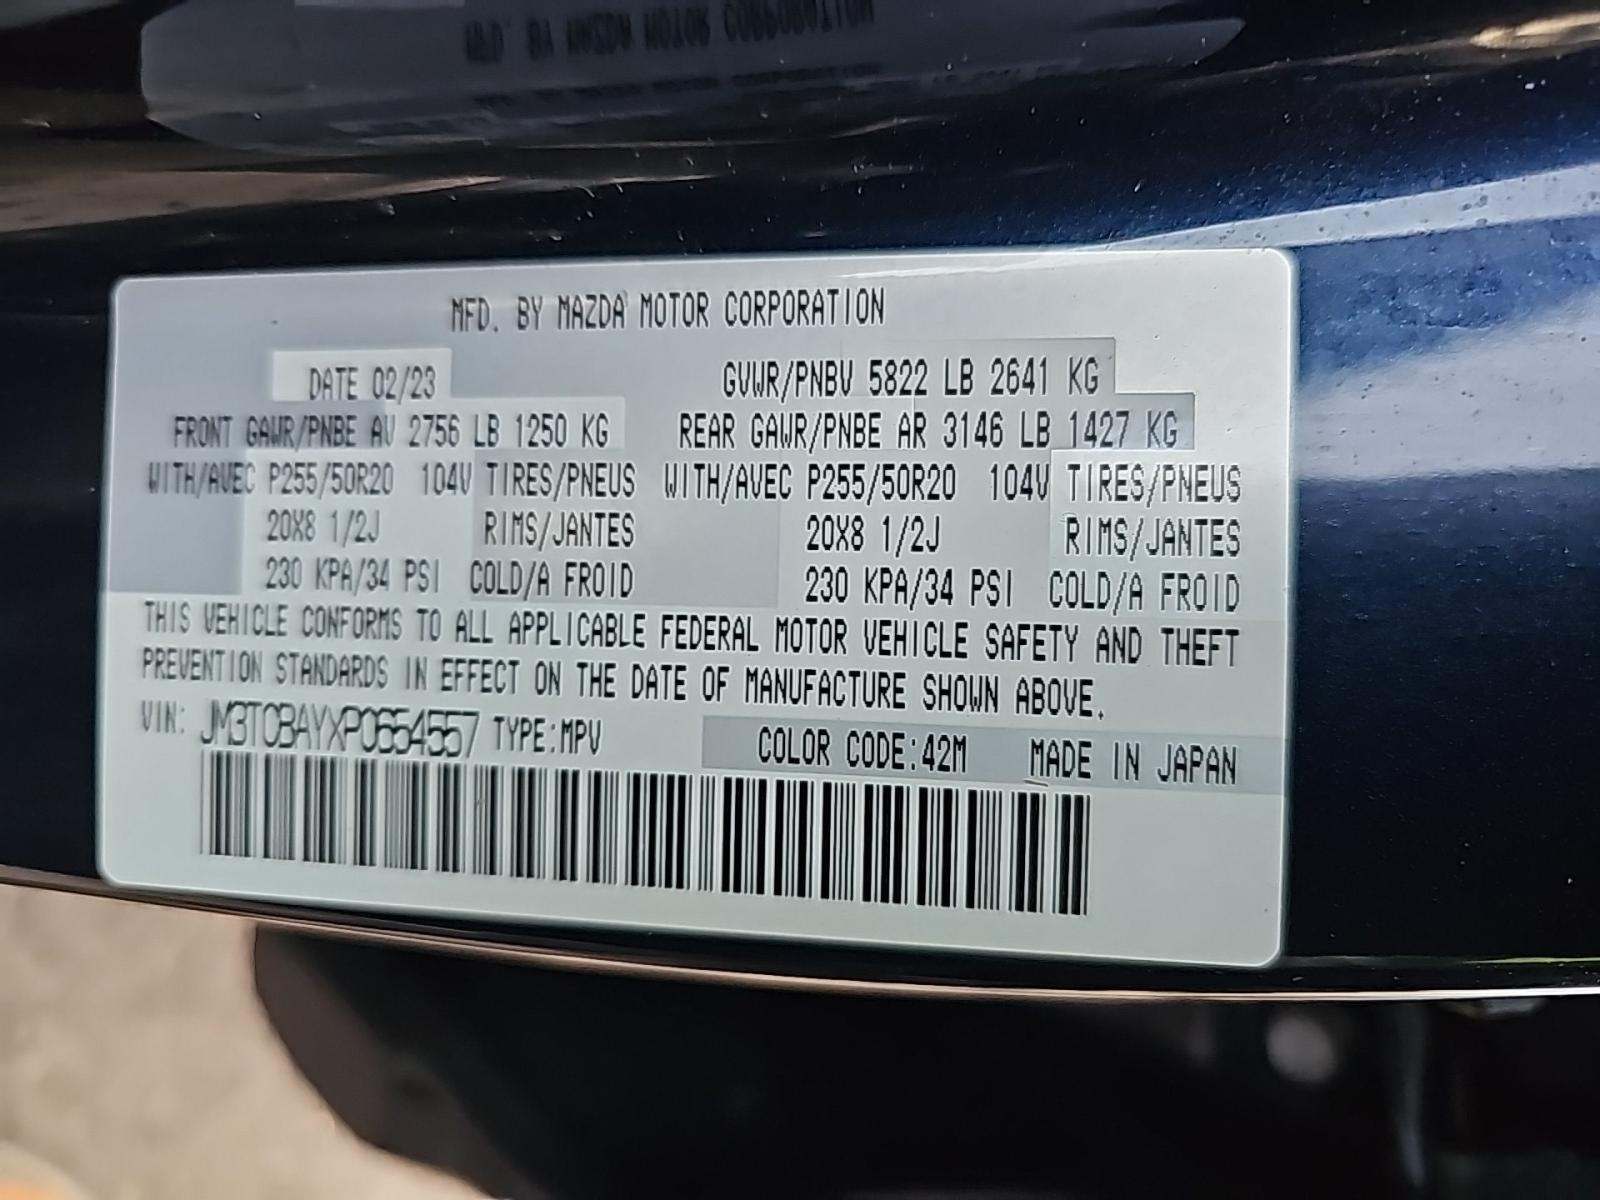 MFD. BY MAZDA MOTOR CORPORATION
DATE 02/23 GVWR/PNBV 5822 LB 2641 KG
FRONT GAWR/PNBE AV 2756 LB 1250 KG REAR GAWR/PNBE AR 3146 LB 1427 KG
WITH/AVEC P255/50R20 104V TIRES/PNEUS WITH/AVEC P255/50R20 104V TIRES/PNEUS
20X8 1/2J RIMS/JANTES 20X8 1/2J RIMS/JANTES
230 KPA/34 PSI COLD/A FROID 230 KPA/34 PSI COLD/A FROID
THIS VEHICLE CONFORMS TO ALL APPLICABLE FEDERAL MOTOR VEHICLE SAFETY AND THEFT
PREVENTION STANDARDS IN EFFECT ON THE DATE OF MANUFACTURE SHOWN ABOVE.
VIN: JM3TCBAYXP0654557 TYPE:MPV COLOR CODE:42M MADE IN JAPAN